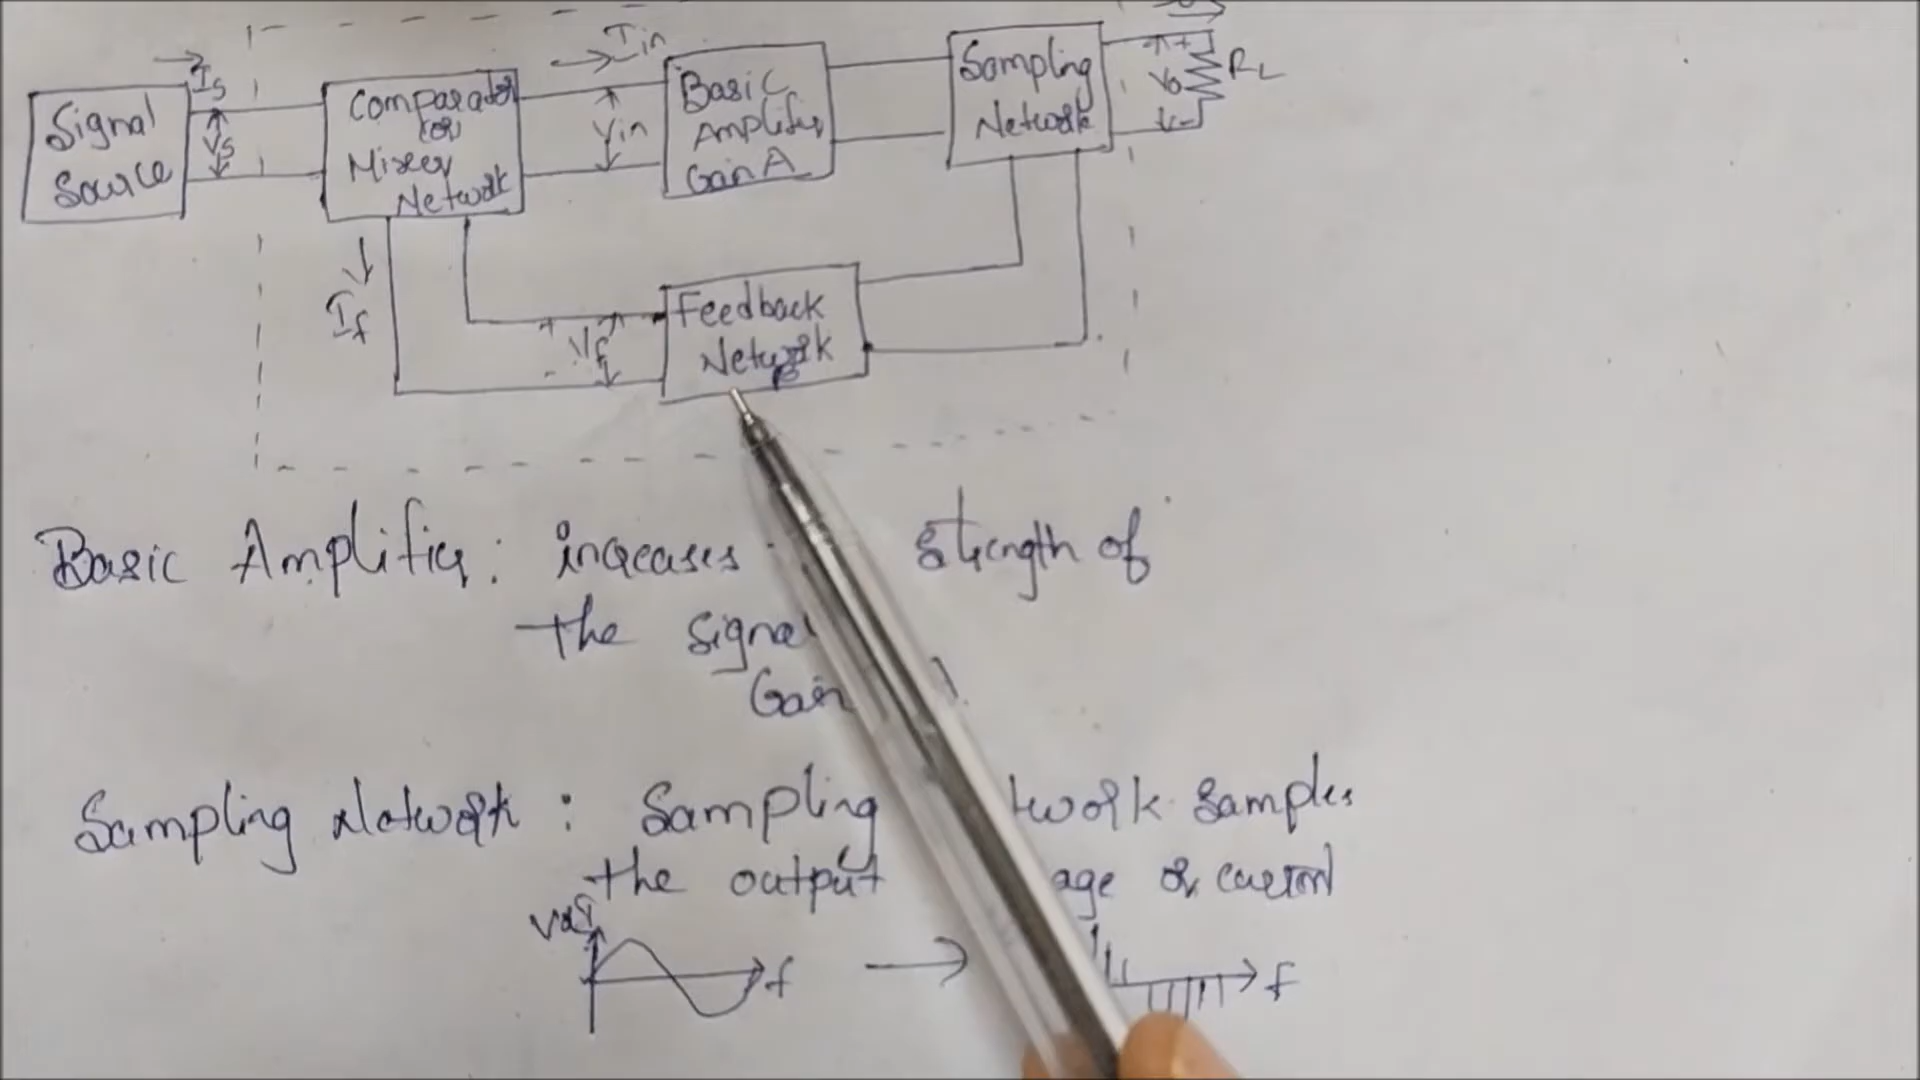 Signal
Source
Is
Vs
Comparator
(or)
Mixer
Network
Iin
Vin
Basic
Amplifier
Gain A
Sampling
Network
Vo
RL
If
Vf
Feedback
Network
β
Basic Amplifier: increases strength of
the signal
Gain
Sampling Network: Sampling twork samples
the output age or current
f
f